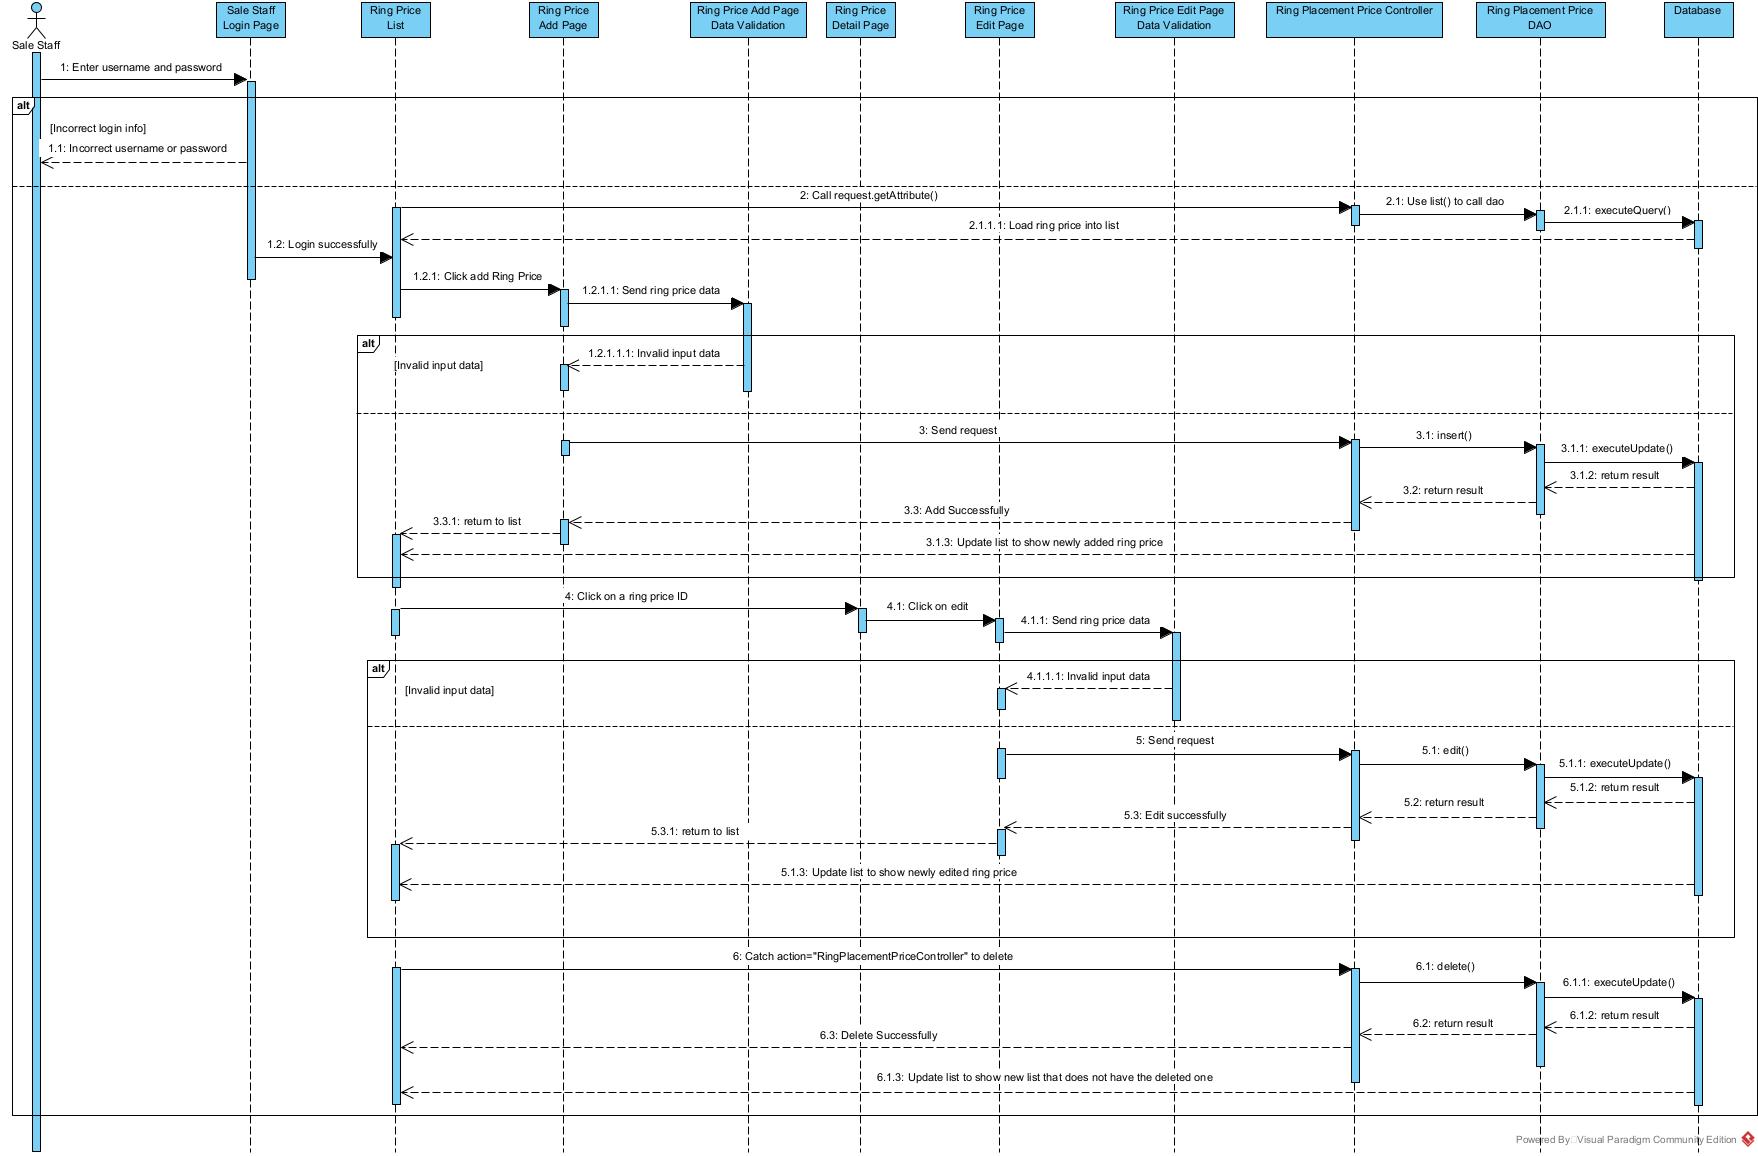 Sale Staff
Sale Staff
Login Page
Ring Price
List
Ring Price
Add Page
Ring Price Add Page
Data Validation
Ring Price
Detail Page
Ring Price
Edit Page
Ring Price Edit Page
Data Validation
Ring Placement Price Controller
Ring Placement Price
DAO
Database
1: Enter username and password
alt
[Incorrect login info]
1.1: Incorrect username or password
2: Call request.getAttribute()
2.1: Use list() to call dao
2.1.1: executeQuery()
2.1.1.1: Load ring price into list
1.2: Login successfully
1.2.1: Click add Ring Price
1.2.1.1: Send ring price data
alt
[Invalid input data]
1.2.1.1.1: Invalid input data
3: Send request
3.1: insert()
3.1.1: executeUpdate()
3.1.2: return result
3.2: return result
3.3: Add Successfully
3.3.1: return to list
3.1.3: Update list to show newly added ring price
4: Click on a ring price ID
4.1: Click on edit
4.1.1: Send ring price data
alt
[Invalid input data]
4.1.1.1: Invalid input data
5: Send request
5.1: edit()
5.1.1: executeUpdate()
5.1.2: return result
5.2: return result
5.3: Edit successfully
5.3.1: return to list
5.1.3: Update list to show newly edited ring price
6: Catch action="RingPlacementPriceController" to delete
6.1: delete()
6.1.1: executeUpdate()
6.1.2: return result
6.2: return result
6.3: Delete Successfully
6.1.3: Update list to show new list that does not have the deleted one
Powered By Visual Paradigm Community Edition